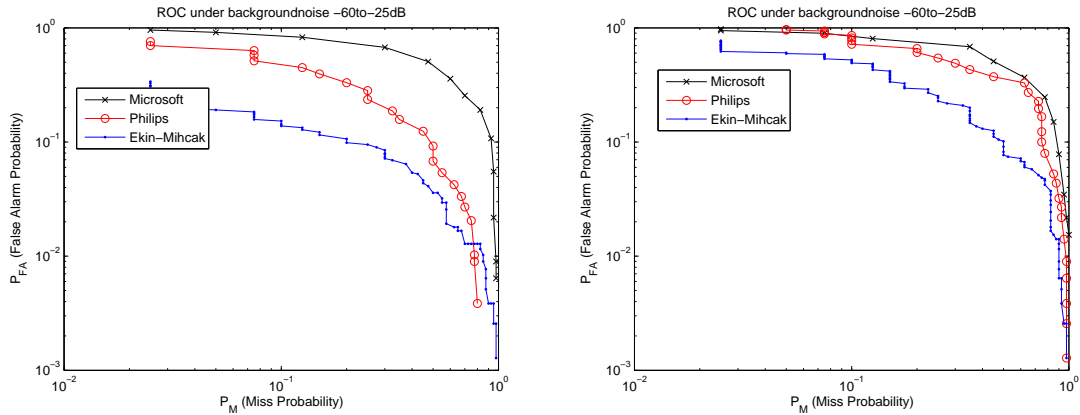 ROC under backgroundnoise −60to−25dB
10^0
10^−1
10^−2
10^−3
P_FA (False Alarm Probability)
Microsoft
Philips
Ekin−Mihcak
10^−2
10^−1
10^0
P_M (Miss Probability)
ROC under backgroundnoise −60to−25dB
10^0
10^−1
10^−2
10^−3
P_FA (False Alarm Probability)
Microsoft
Philips
Ekin−Mihcak
10^−2
10^−1
10^0
P_M (Miss Probability)